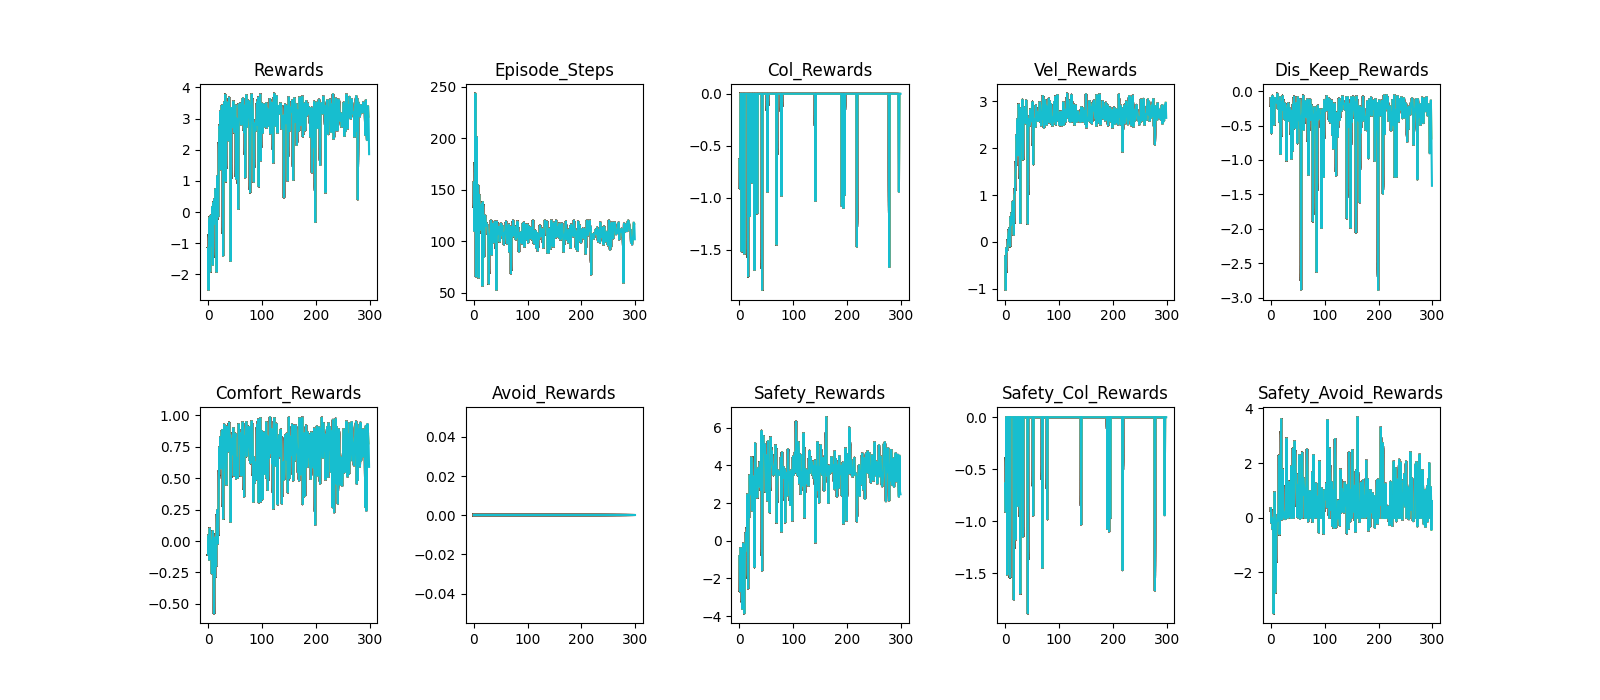 Rewards
4
3
2
1
0
−1
−2
0 100 200 300
Episode_Steps
250
200
150
100
50
0 100 200 300
Col_Rewards
0.0
−0.5
−1.0
−1.5
0 100 200 300
Vel_Rewards
3
2
1
0
−1
0 100 200 300
Dis_Keep_Rewards
0.0
−0.5
−1.0
−1.5
−2.0
−2.5
−3.0
0 100 200 300
Comfort_Rewards
1.00
0.75
0.50
0.25
0.00
−0.25
−0.50
0 100 200 300
Avoid_Rewards
0.04
0.02
0.00
−0.02
−0.04
0 100 200 300
Safety_Rewards
6
4
2
0
−2
−4
0 100 200 300
Safety_Col_Rewards
0.0
−0.5
−1.0
−1.5
0 100 200 300
Safety_Avoid_Rewards
4
2
0
−2
0 100 200 300